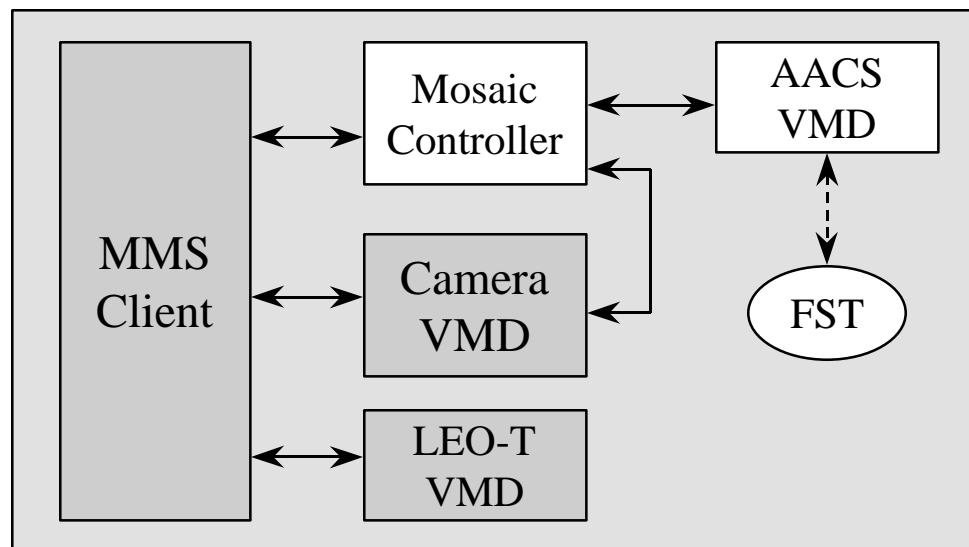 MMS
Client
Mosaic
Controller
AACS
VMD
Camera
VMD
FST
LEO-T
VMD